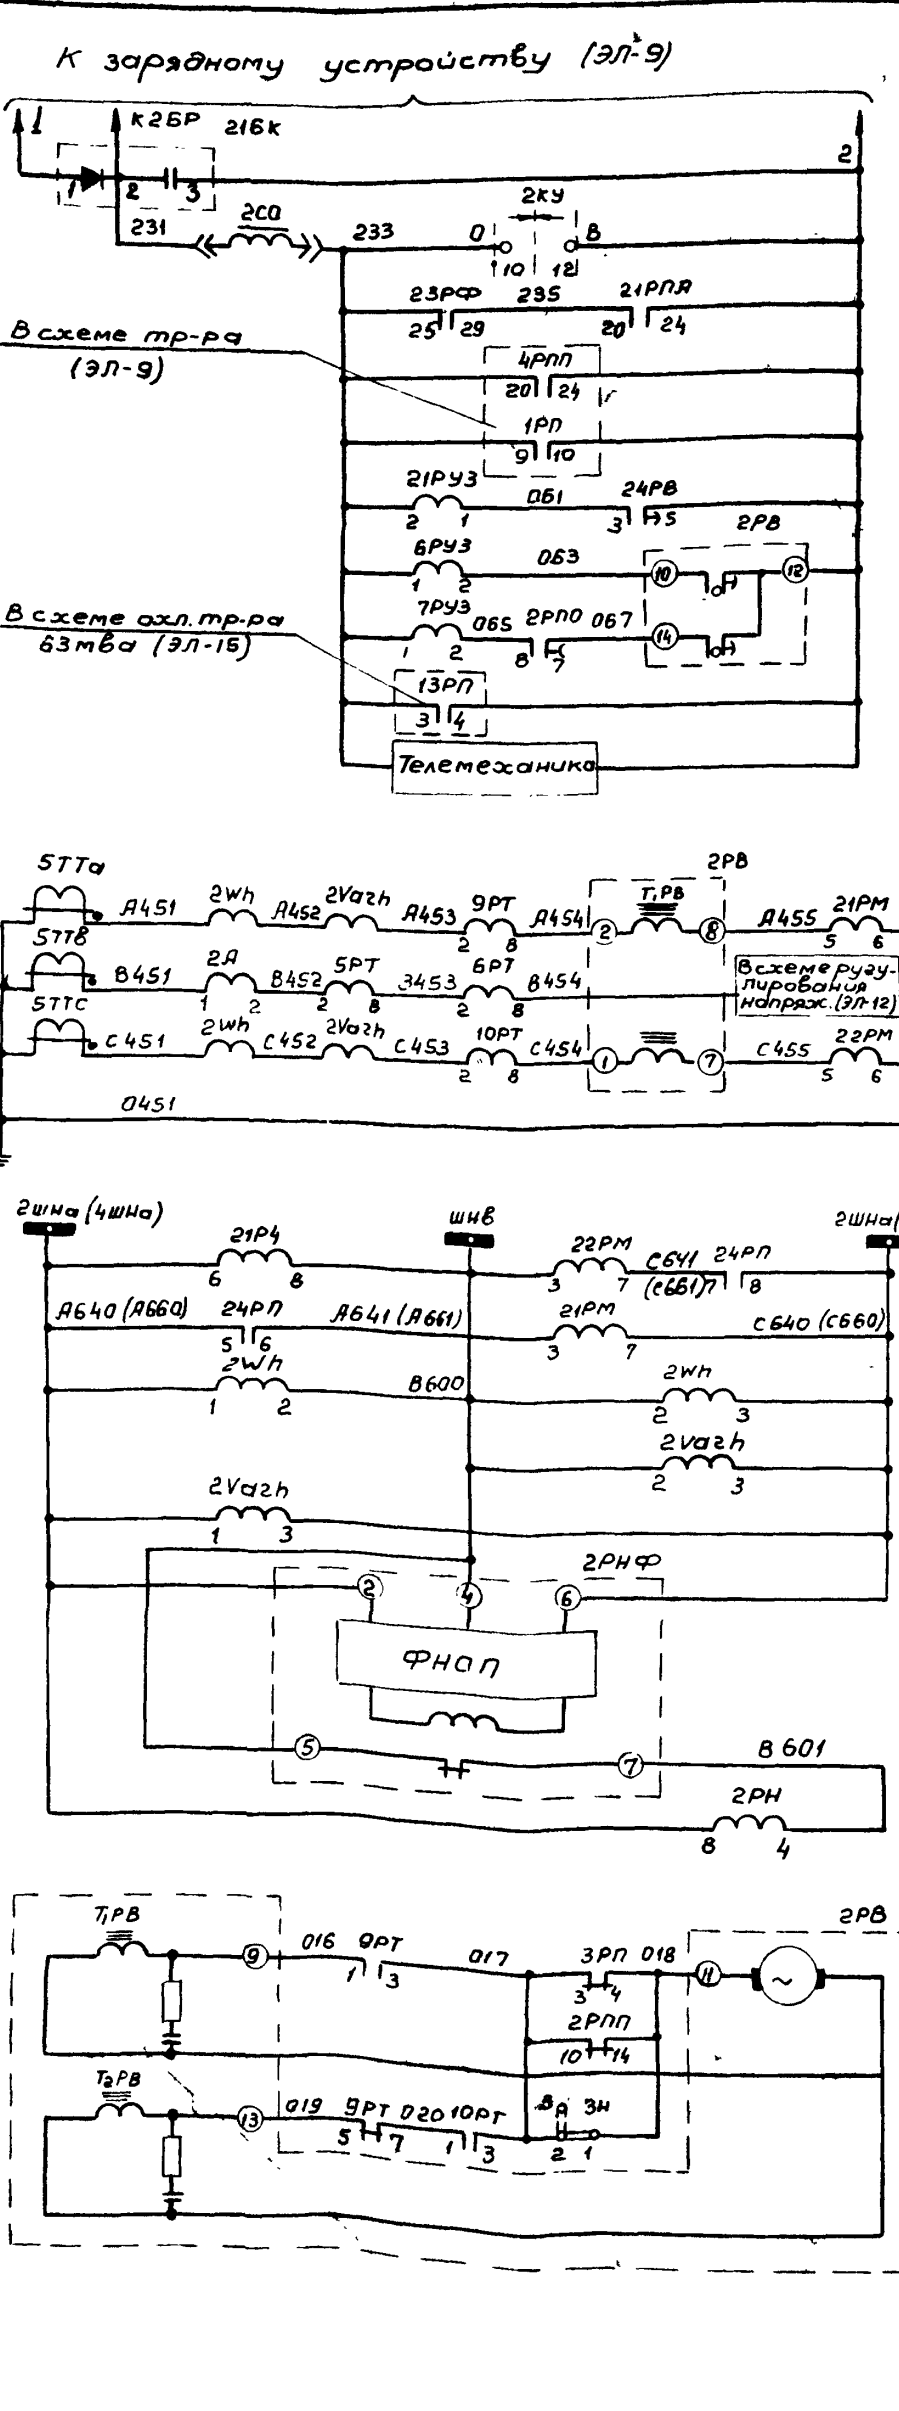 К зарядному устройству (ЭЛ-9)
1 К2БР 21БК
2
1 2 3
2КУ
231 2СО 233 О В
10 12
23РФ 235 21РПА
25 29 20 24
В схеме тр-ра
(ЭЛ-9)
4РПП
20 24
1РП
9 10
21РУЗ 061 24РВ
2 1 3 5
2РВ
6РУЗ 063 10 12
1 2
В схеме охл. тр-ра
63 мва (ЭЛ-15)
7РУЗ 065 2РПО 067 14
1 2 8 7
13РП
3 4
Телемеханика
5ТТа 2РВ
А451 2Wh А452 2Varh А453 9РТ А454 2 Т₁РВ 8 А455 21РМ
2 8 5 6
5ТТв
В451 2А В452 5РТ 3453 6РТ В454
1 2 2 8 2 8
В схеме ругу-
лирования
напряж. (ЭЛ-12)
5ТТс
С451 2Wh С452 2Varh С453 10РТ С454 1 7 С455 22РМ
2 8 5 6
0451
2шна (4шна) шнв 2шна(
21РЧ 22РМ С641 24РП
6 8 3 7 (С661) 7 8
А640 (А660) 24РП А641 (А661) 21РМ С640 (С660)
5 6 3 7
2Wh В600 2Wh
1 2 2 3
2Varh
2 3
2Varh
1 3
2РНФ
2 4 6
ФНОП
5 7 В601
2РН
8 4
Т₁РВ 2РВ
9 016 9РТ 017 3РП 018 11 ~
1 3 3 4
2РПП
10 14
Т₂РВ
13 019 9РТ 020 10РТ 3Н
5 7 1 3 2 1